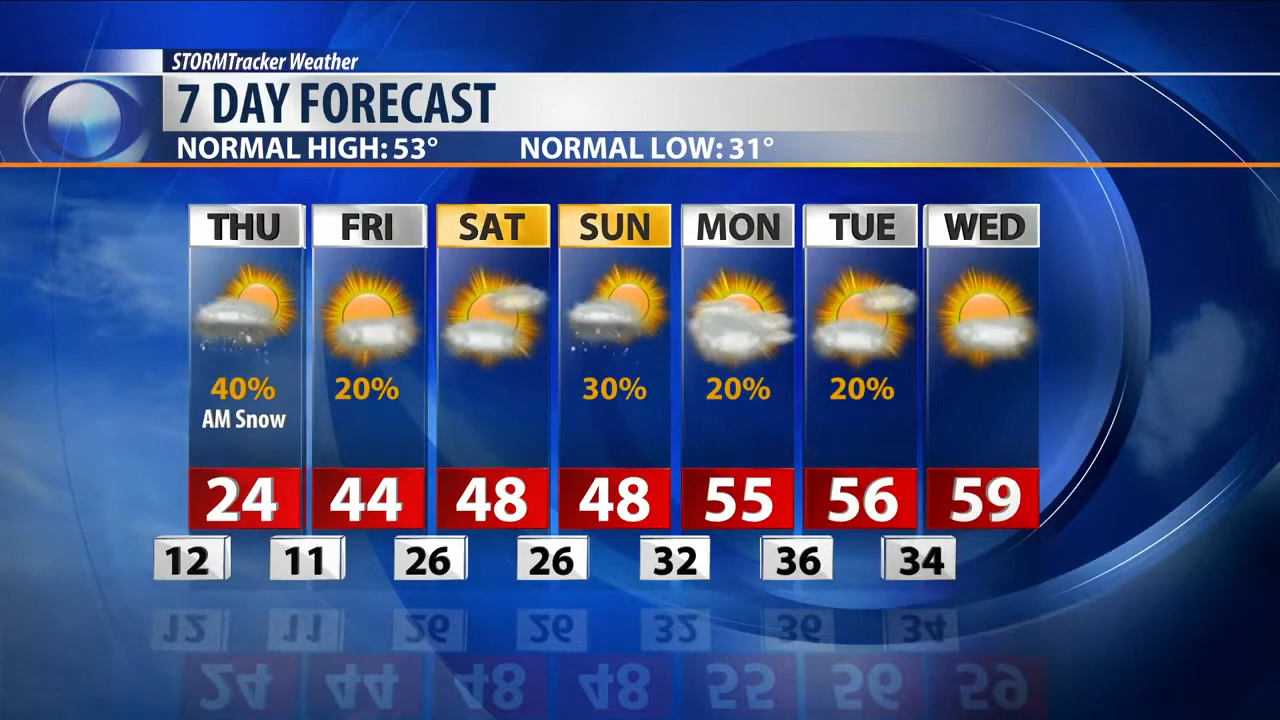 STORMTracker Weather
7 DAY FORECAST
NORMAL HIGH: 53° NORMAL LOW: 31°
THU FRI SAT SUN MON TUE WED
40% 20% 30% 20% 20%
AM Snow
24 44 48 48 55 56 59
12 11 26 26 32 36 34